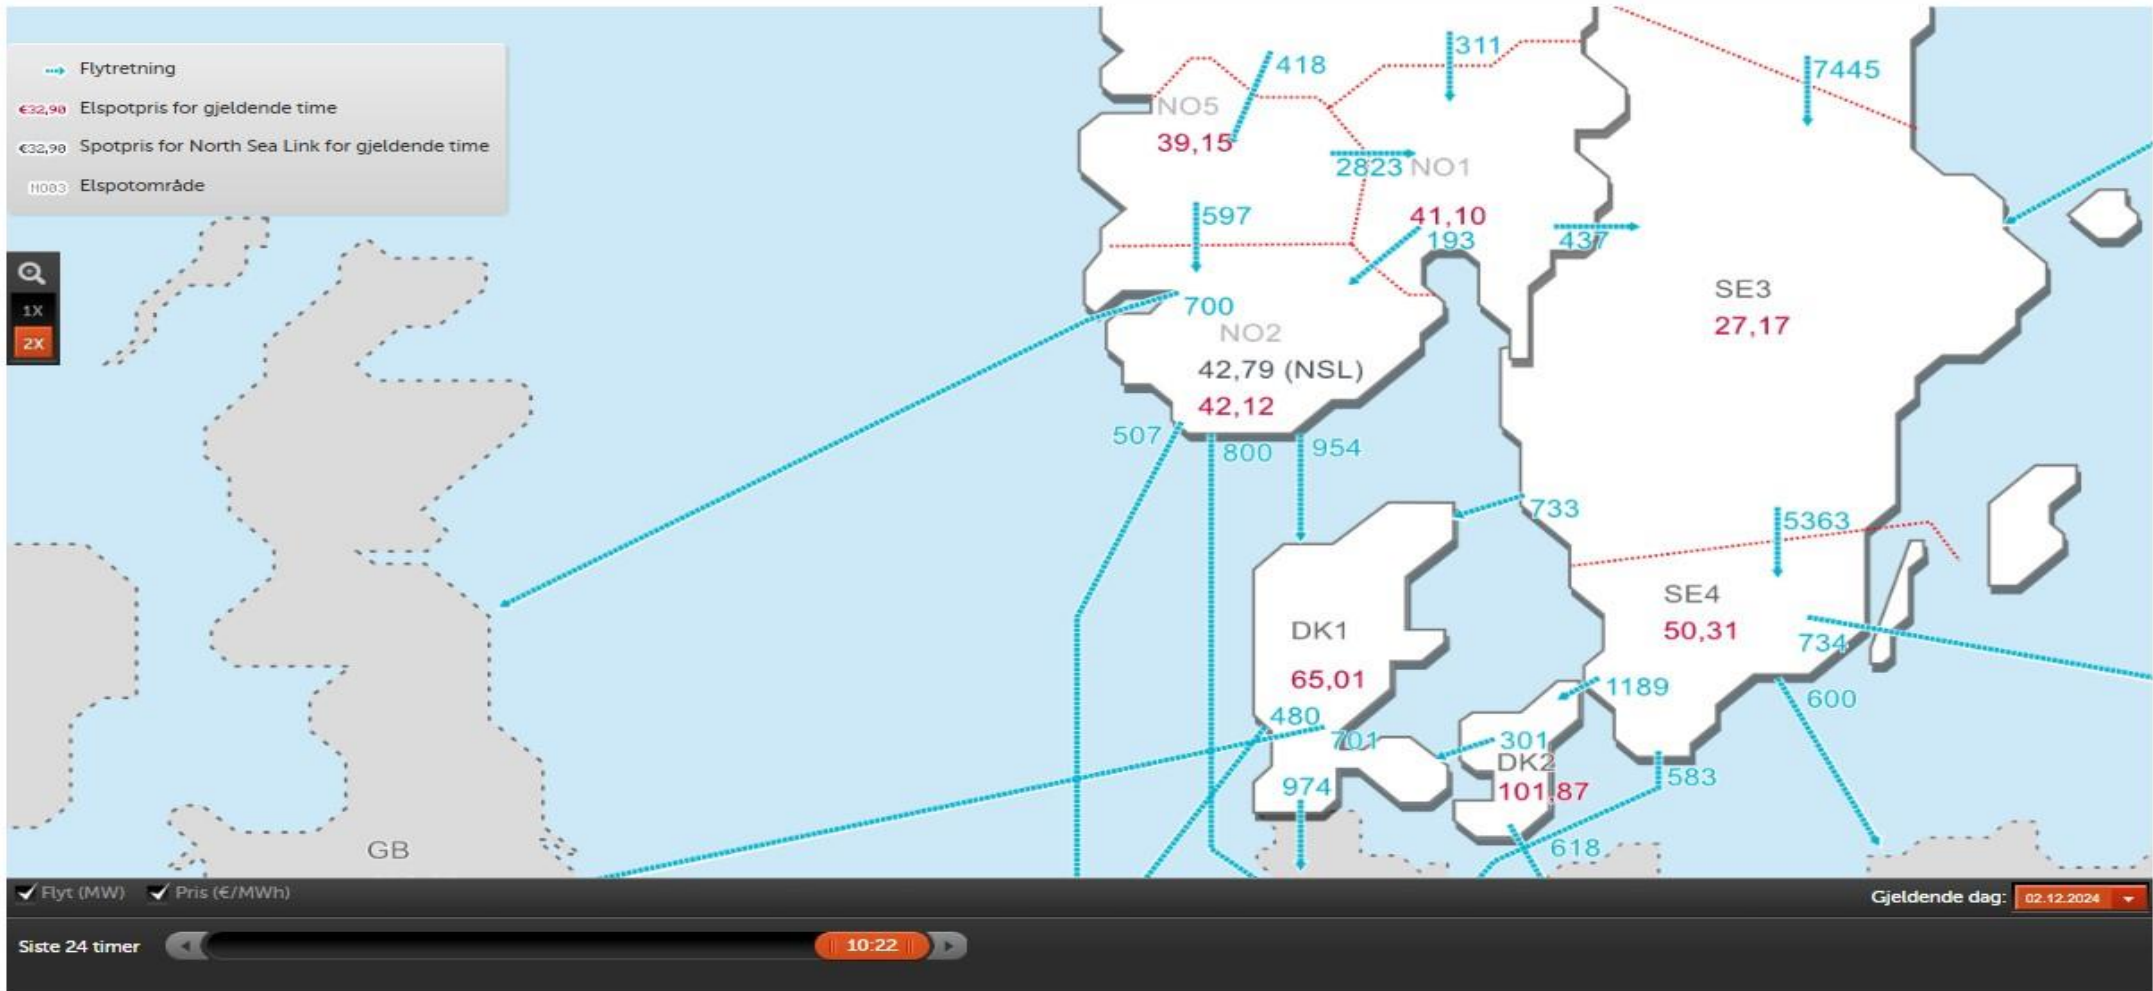 Flytretning
€32,90 Elspotpris for gjeldende time
€32,90 Spotpris for North Sea Link for gjeldende time
NO03 Elspotområde
1X
2X
418
311
7445
NO5
39,15
2823
NO1
597
41,10
193
437
700
NO2
42,79 (NSL)
42,12
SE3
27,17
507
800
954
733
5363
SE4
50,31
734
DK1
65,01
1189
600
480
701
301
DK2
101,87
974
583
618
GB
Flyt (MW)
Pris (€/MWh)
Gjeldende dag: 02.12.2024
Siste 24 timer
10:22